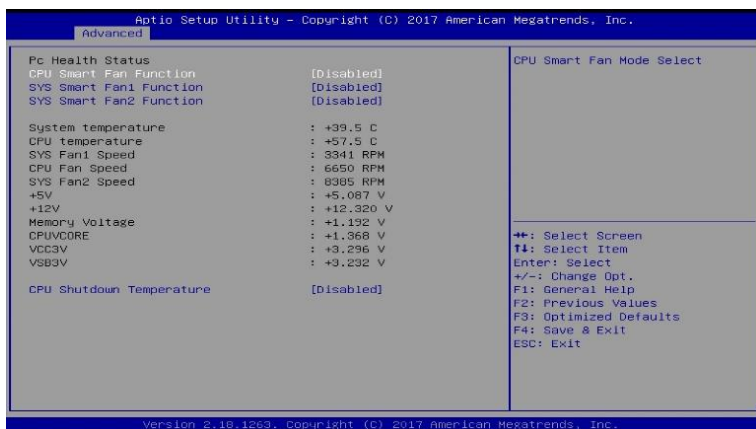 Aptio Setup Utility – Copyright (C) 2017 American Megatrends, Inc.
Advanced
Pc Health Status
CPU Smart Fan Function [Disabled]
SYS Smart Fan1 Function [Disabled]
SYS Smart Fan2 Function [Disabled]
System temperature : +39.5 C
CPU temperature : +57.5 C
SYS Fan1 Speed : 3341 RPM
CPU Fan Speed : 6650 RPM
SYS Fan2 Speed : 8385 RPM
+5V : +5.087 V
+12V : +12.320 V
Memory Voltage : +1.192 V
CPUVCORE : +1.368 V
VCC3V : +3.296 V
VSB3V : +3.232 V
CPU Shutdown Temperature [Disabled]
CPU Smart Fan Mode Select
→←: Select Screen
↑↓: Select Item
Enter: Select
+/-: Change Opt.
F1: General Help
F2: Previous Values
F3: Optimized Defaults
F4: Save & Exit
ESC: Exit
Version 2.18.1263. Copyright (C) 2017 American Megatrends, Inc.